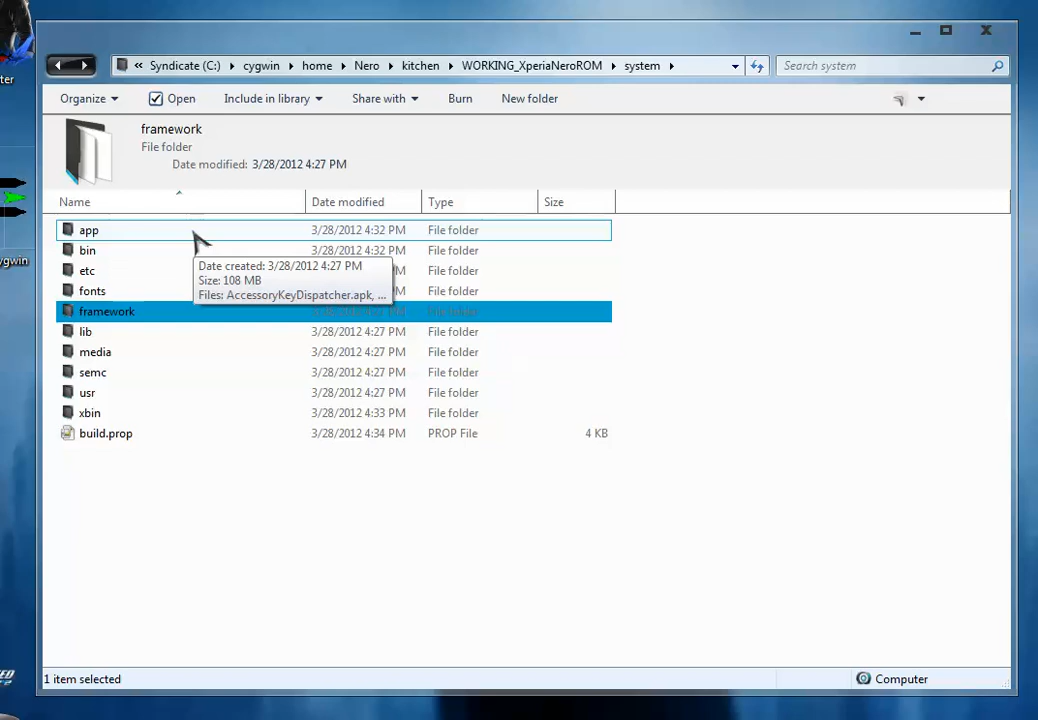 « Syndicate (C:) cygwin home Nero kitchen WORKING_XperiaNeroROM system Search system
Organize Open Include in library Share with Burn New folder
framework
File folder
Date modified: 3/28/2012 4:27 PM
Name Date modified Type Size
app 3/28/2012 4:32 PM File folder
bin 3/28/2012 4:32 PM File folder
etc PM File folder
fonts PM File folder
framework File folder
lib 3/28/2012 4:27 PM File folder
media 3/28/2012 4:27 PM File folder
semc 3/28/2012 4:27 PM File folder
usr 3/28/2012 4:27 PM File folder
xbin 3/28/2012 4:33 PM File folder
build.prop 3/28/2012 4:34 PM PROP File 4 KB
Date created: 3/28/2012 4:27 PM
Size: 108 MB
Files: AccessoryKeyDispatcher.apk, ...
ter
ygwin
1 item selected Computer